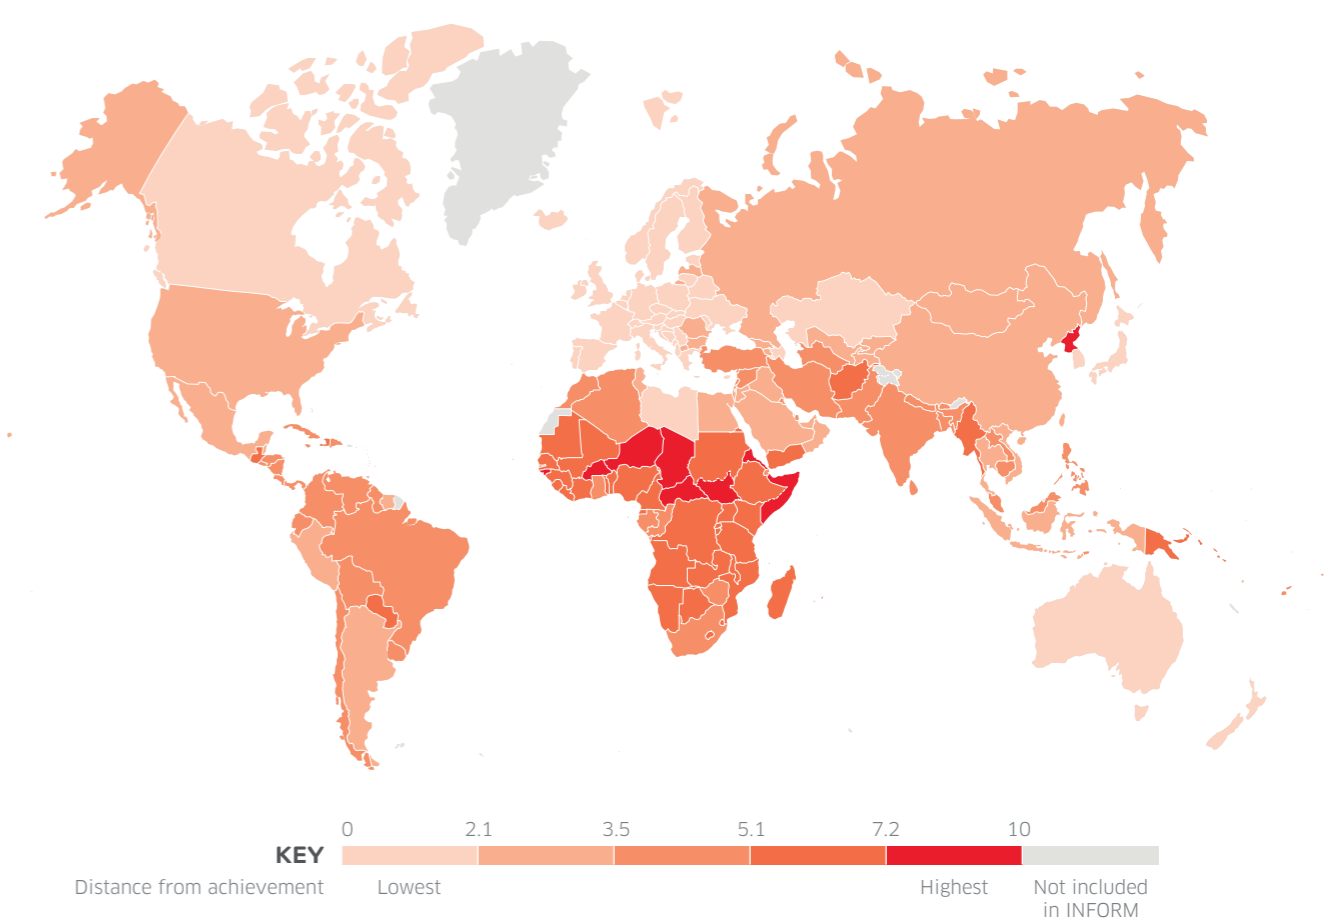 0 2.1 3.5 5.1 7.2 10
KEY
Distance from achievement Lowest Highest Not included
in INFORM